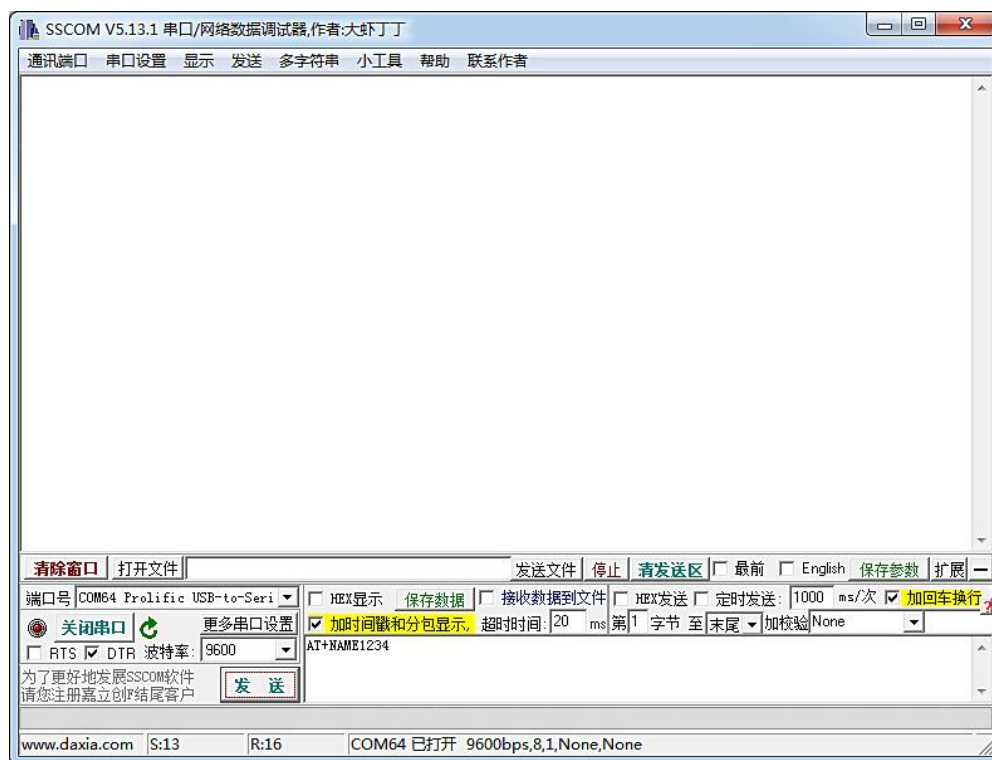 SSCOM V5.13.1 串口/网络数据调试器,作者:大虾丁丁
通讯端口 串口设置 显示 发送 多字符串 小工具 帮助 联系作者
清除窗口 打开文件 发送文件 停止 清发送区 最前 English 保存参数 扩展 —
端口号 COM64 Prolific USB-to-Seri HEX显示 保存数据 接收数据到文件 HEX发送 定时发送: 1000 ms/次 加回车换行
关闭串口 更多串口设置 加时间戳和分包显示, 超时时间: 20 ms 第 1 字节 至 末尾 加校验 None ?
RTS DTR 波特率: 9600 AT+NAME1234
为了更好地发展SSCOM软件
请您注册嘉立创F结尾客户 发 送
www.daxia.com S:13 R:16 COM64 已打开 9600bps,8,1,None,None